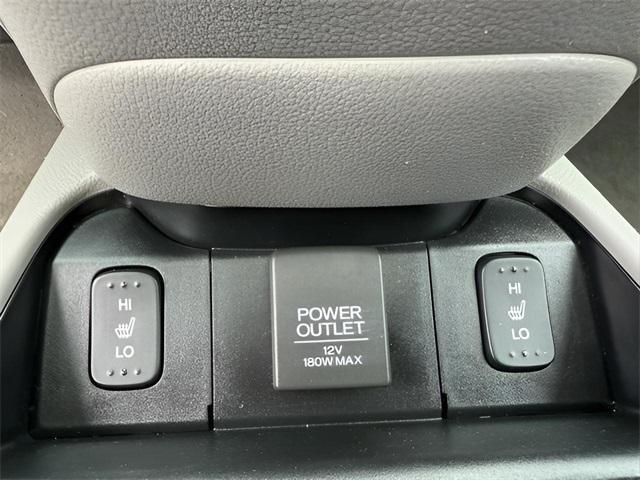 HI
LO
POWER
OUTLET
12V
180W MAX
HI
LO